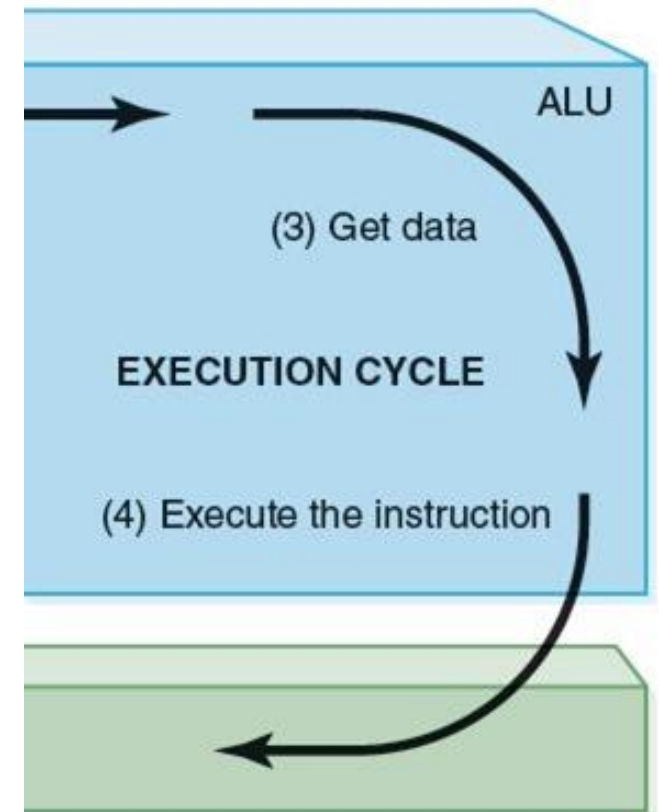 ALU
(3) Get data
EXECUTION CYCLE
(4) Execute the instruction